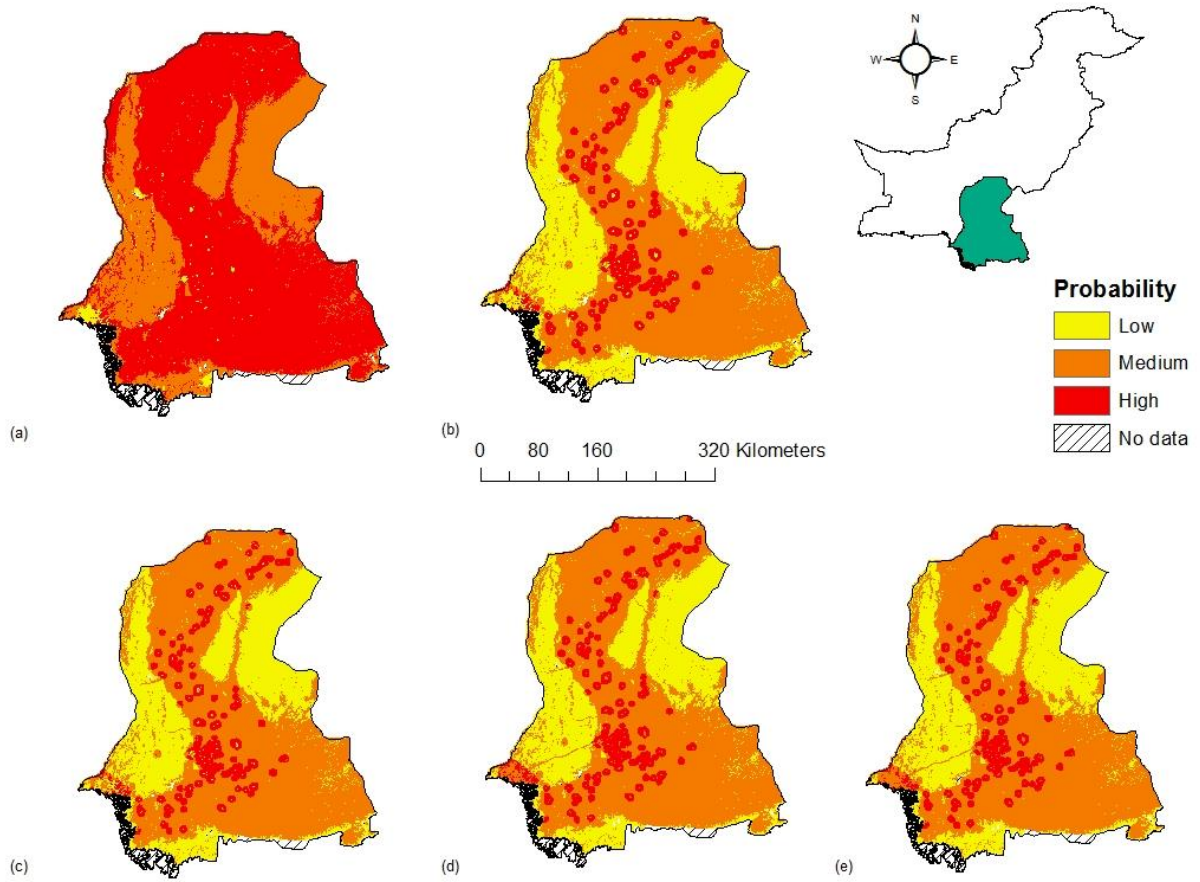 N
W E
S
Probability
Low
Medium
High
No data
(a)
(b)
0 80 160 320 Kilometers
(c)
(d)
(e)